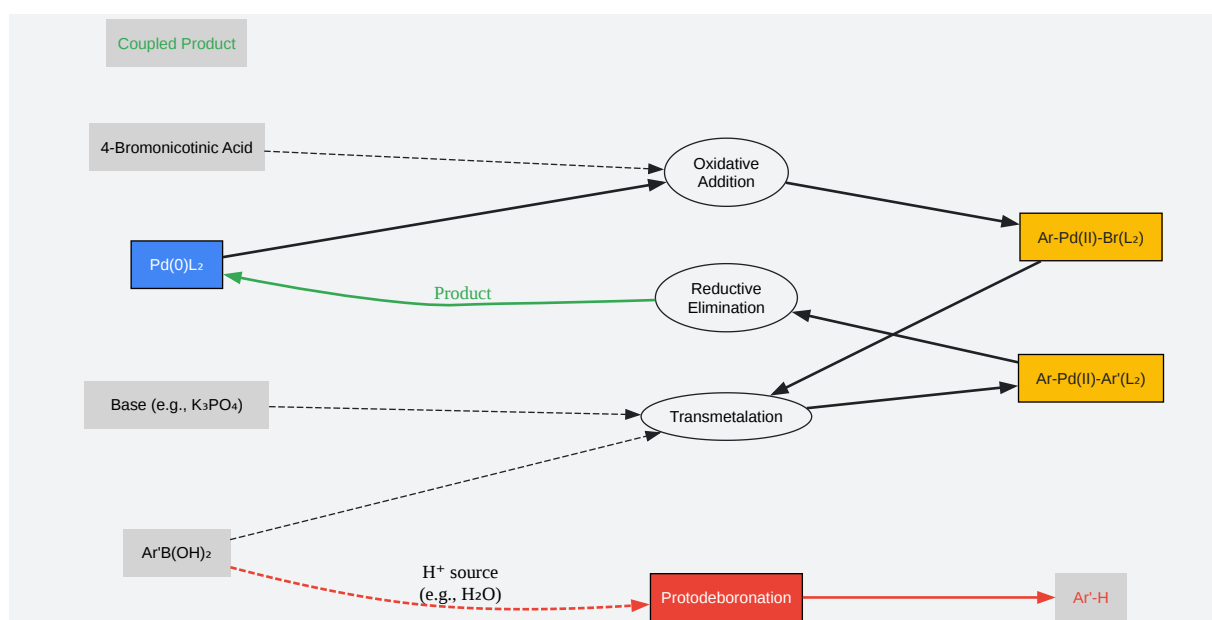 Coupled Product
4-Bromonicotinic Acid
Oxidative
Addition
Ar-Pd(II)-Br(L₂)
Pd(0)L₂
Product
Reductive
Elimination
Ar-Pd(II)-Ar'(L₂)
Base (e.g., K₃PO₄)
Transmetalation
Ar'B(OH)₂
H⁺ source
(e.g., H₂O)
Protodeboronation
Ar'-H